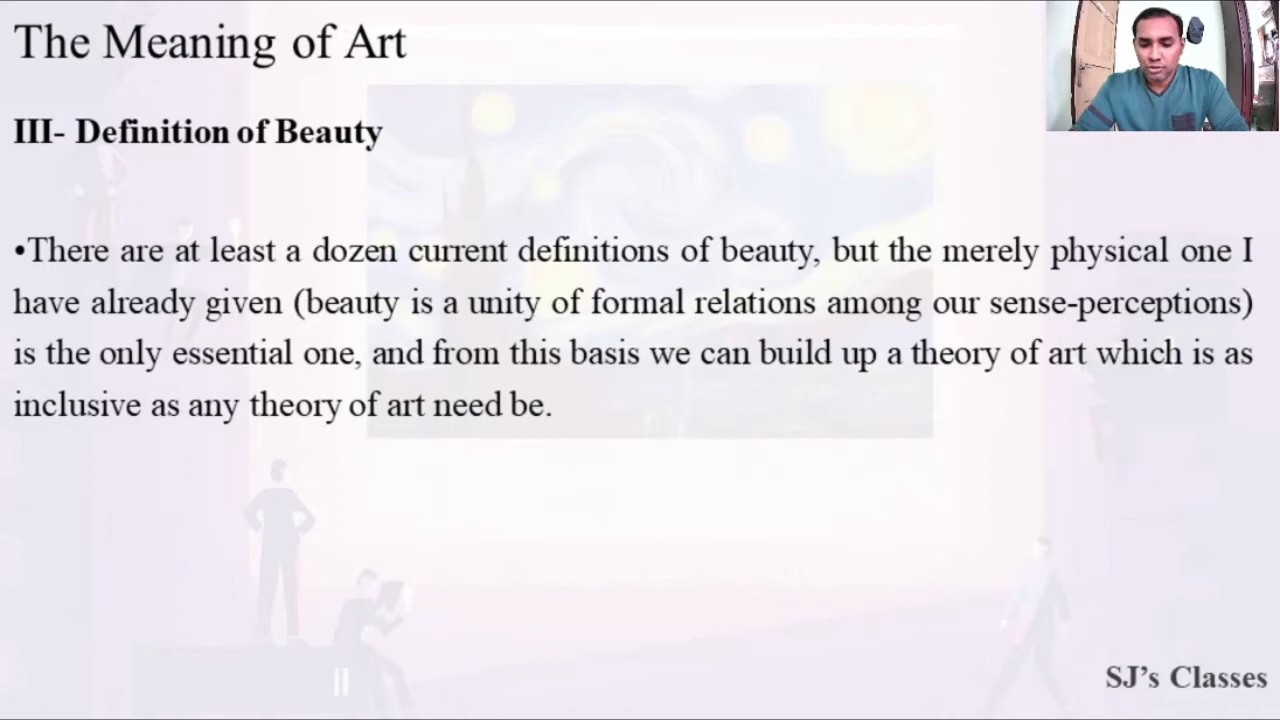 The Meaning of Art
III- Definition of Beauty
•There are at least a dozen current definitions of beauty, but the merely physical one I
have already given (beauty is a unity of formal relations among our sense-perceptions)
is the only essential one, and from this basis we can build up a theory of art which is as
inclusive as any theory of art need be.
SJ’s Classes